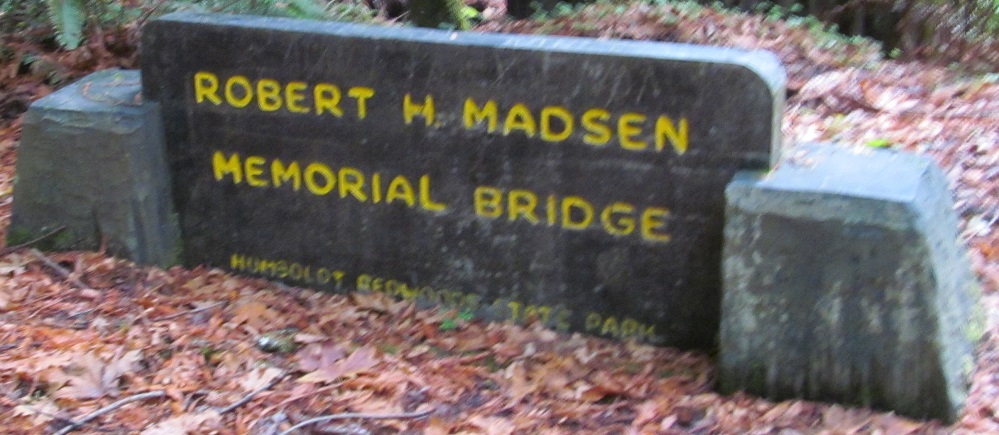 ROBERT H. MADSEN
MEMORIAL BRIDGE
HUMBOLDT REDWOODS STATE PARK